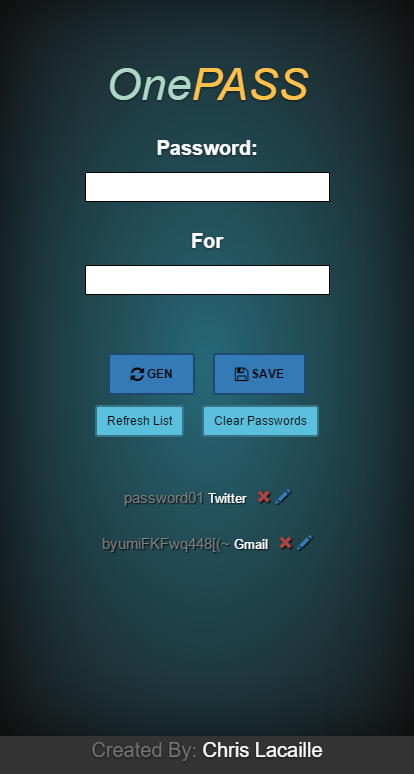 OnePASS
Password:
For
GEN SAVE
Refresh List Clear Passwords
password01 Twitter
byumiFKFwq448[(~ Gmail
Created By: Chris Lacaille